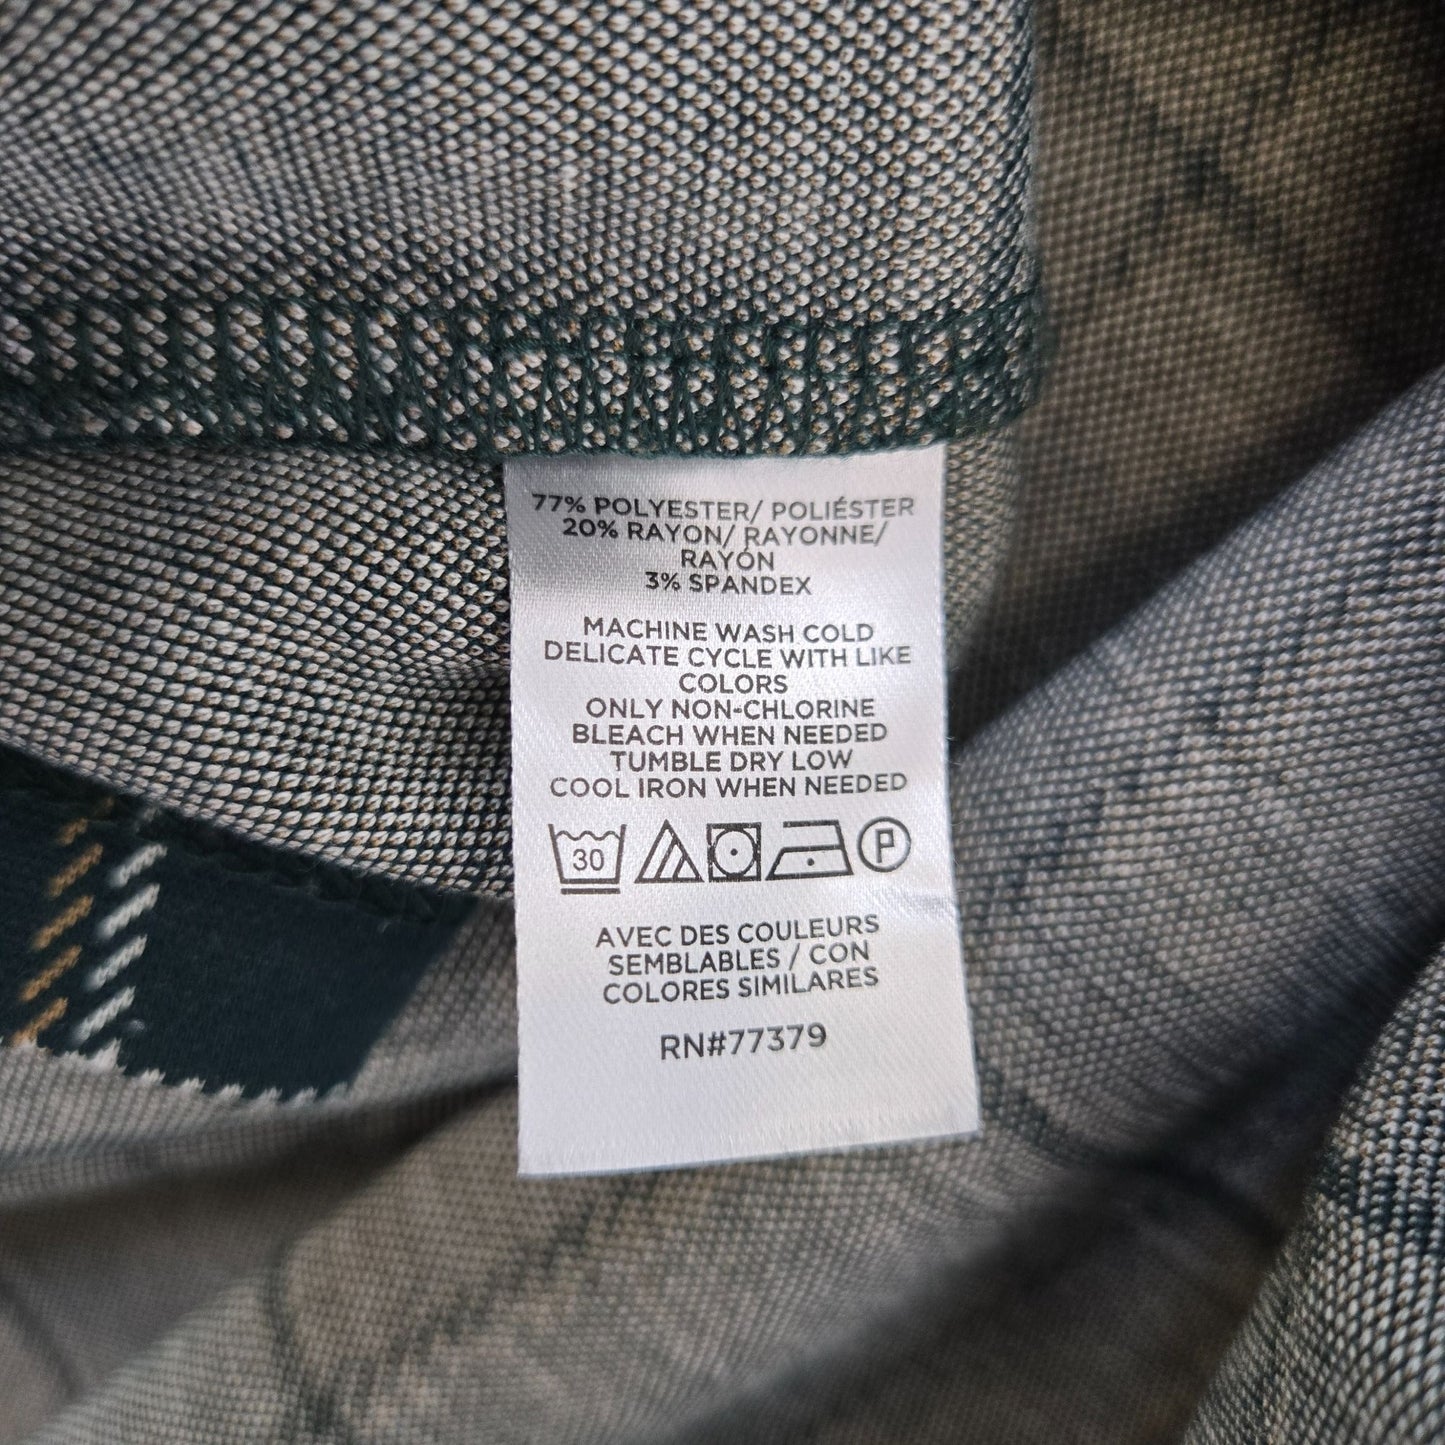 77% POLYESTER/ POLIÉSTER
20% RAYON/ RAYONNE/
RAYÓN
3% SPANDEX
MACHINE WASH COLD
DELICATE CYCLE WITH LIKE
COLORS
ONLY NON-CHLORINE
BLEACH WHEN NEEDED
TUMBLE DRY LOW
COOL IRON WHEN NEEDED
30 P
AVEC DES COULEURS
SEMBLABLES / CON
COLORES SIMILARES
RN#77379